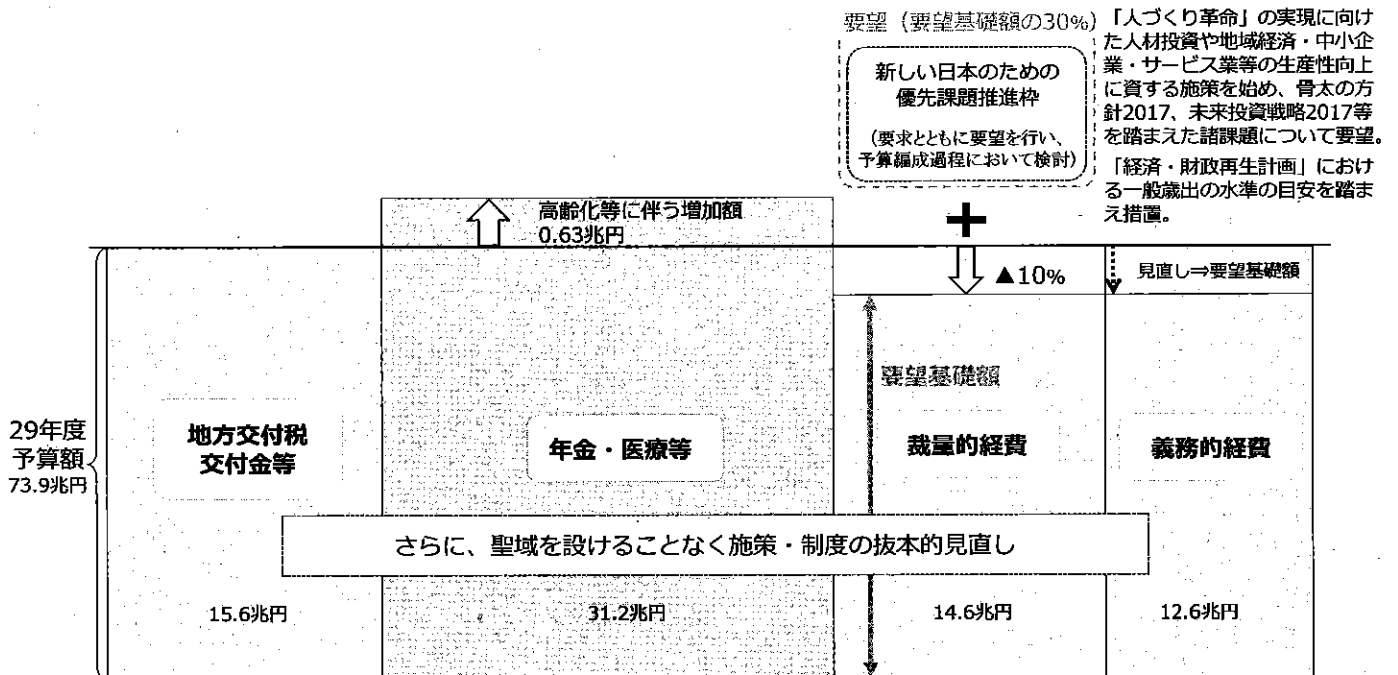 要望（要望基礎額の30%）
新しい日本のための
優先課題推進枠
（要求とともに要望を行い、
予算編成過程において検討）
「人づくり革命」の実現に向け
た人材投資や地域経済・中小企
業・サービス業等の生産性向上
に資する施策を始め、骨太の方
針2017、未来投資戦略2017等
を踏まえた諸課題について要望。
「経済・財政再生計画」におけ
る一般歳出の水準の目安を踏ま
え措置。
高齢化等に伴う増加額
0.63兆円
+
▲10%
見直し⇒要望基礎額
要望基礎額
29年度
予算額
73.9兆円
地方交付税
交付金等
年金・医療等
裁量的経費
義務的経費
さらに、聖域を設けることなく施策・制度の抜本的見直し
15.6兆円
31.2兆円
14.6兆円
12.6兆円